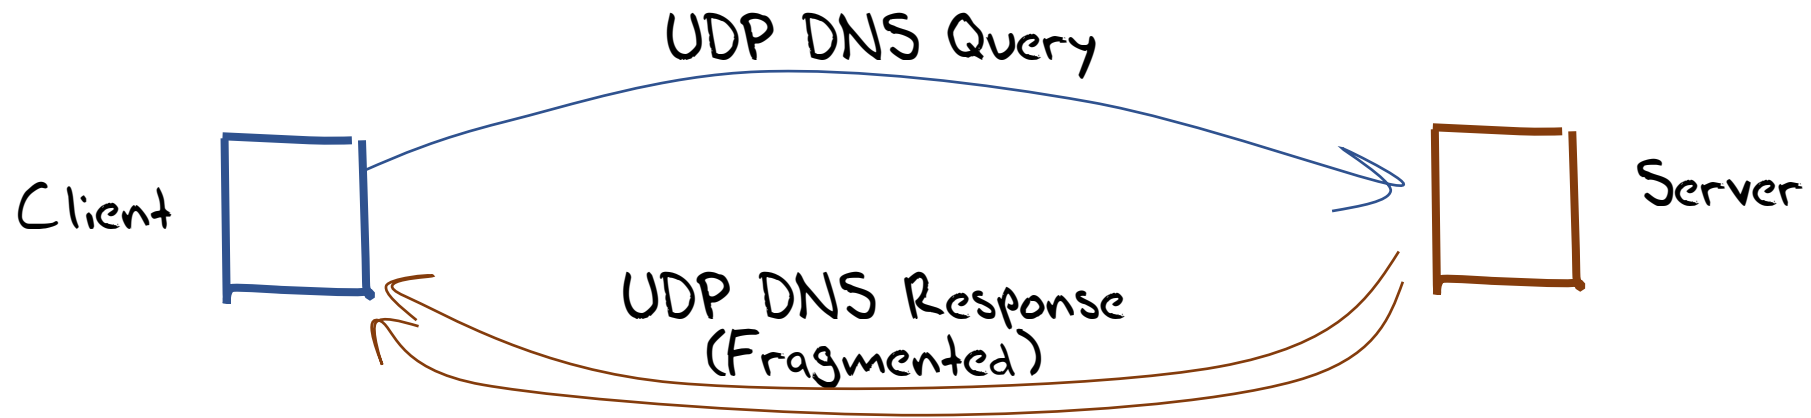 UDP DNS Query
Client
Server
UDP DNS Response
(Fragmented)